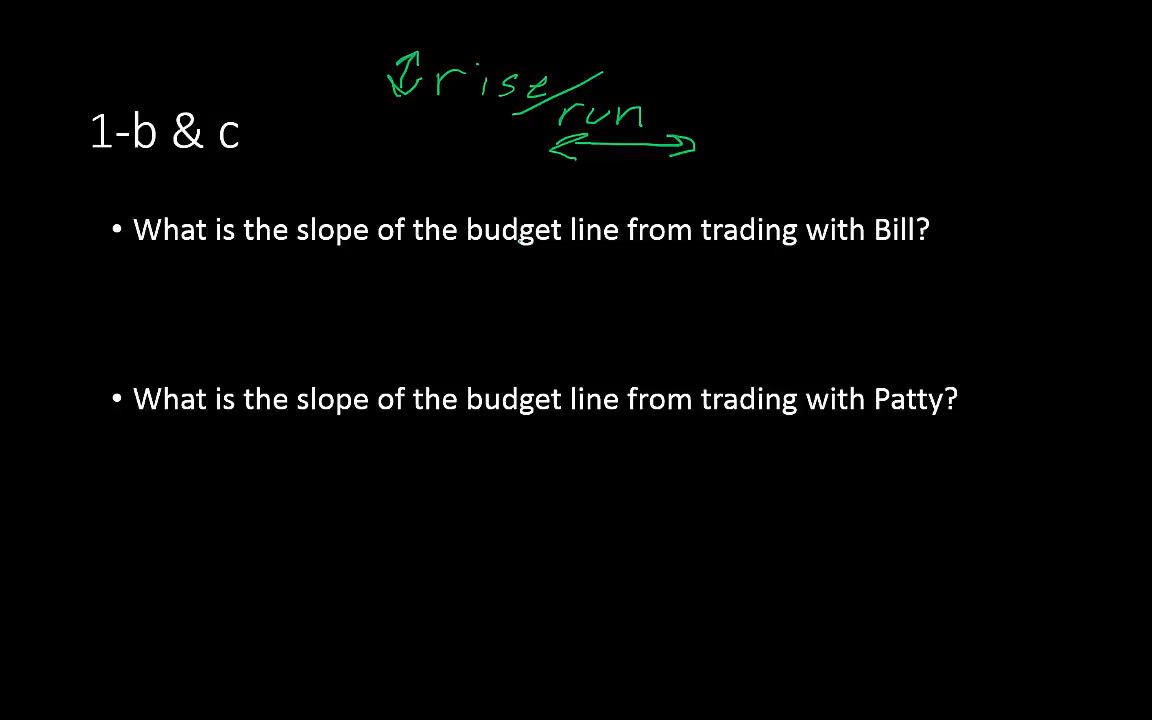 rise/
run
1-b & c
• What is the slope of the budget line from trading with Bill?
• What is the slope of the budget line from trading with Patty?